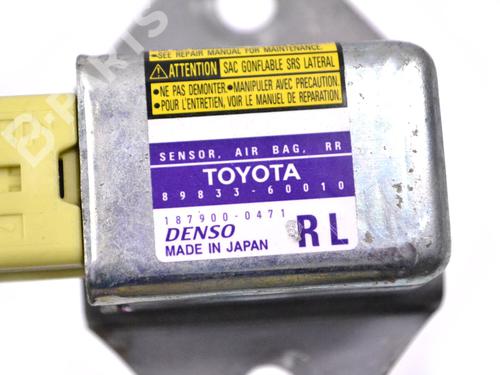 SEE REPAIR MANUAL FOR MAINTENANCE.
ATTENTION SAC GONFLABLE SRS LATERAL
•NE PAS DEMONTER.•MANIPULER AVEC PRECAUTION.
•POUR L'ENTRETIEN, VOIR LE MANUEL DE REPARATION.
SENSOR, AIR BAG, RR
TOYOTA
89833-60010
187900-0471
DENSO
MADE IN JAPAN
RL
B-PARTS